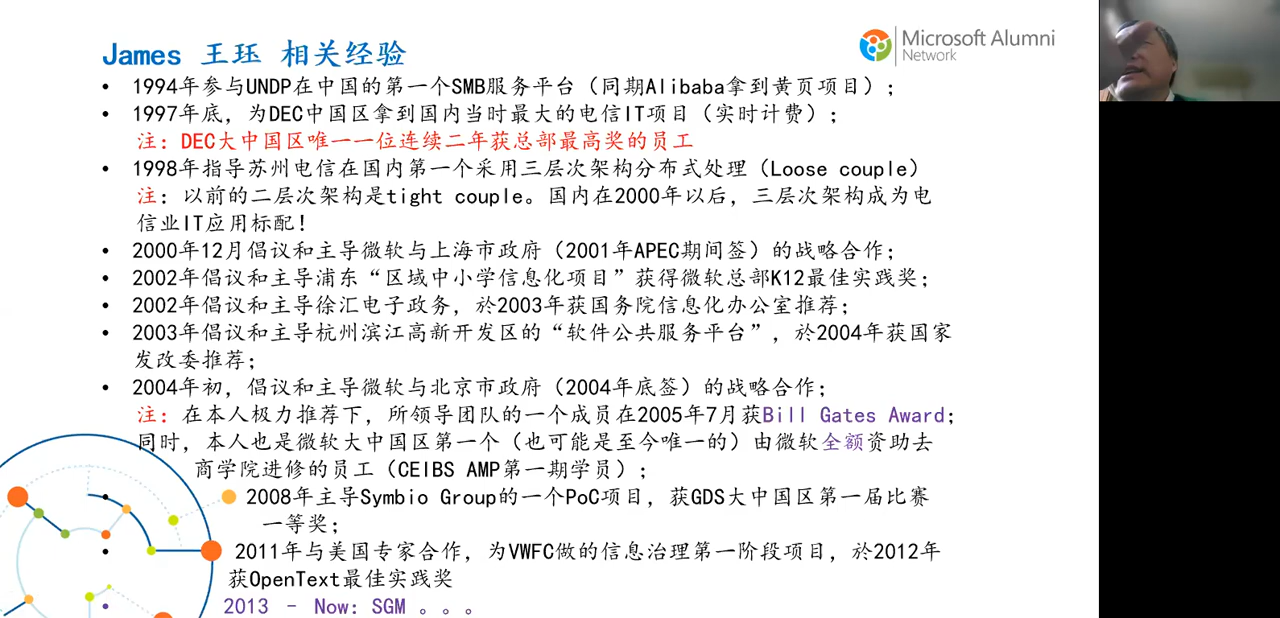 James 王珏 相关经验
Microsoft Alumni
Network
• 1994年参与UNDP在中国的第一个SMB服务平台（同期Alibaba拿到黄页项目）;
• 1997年底，为DEC中国区拿到国内当时最大的电信IT项目（实时计费）;
注: DEC大中国区唯一一位连续二年获总部最高奖的员工
• 1998年指导苏州电信在国内第一个采用三层次架构分布式处理（Loose couple）
注: 以前的二层次架构是tight couple。国内在2000年以后，三层次架构成为电
信业IT应用标配!
• 2000年12月倡议和主导微软与上海市政府（2001年APEC期间签）的战略合作;
• 2002年倡议和主导浦东“区域中小学信息化项目”获得微软总部K12最佳实践奖;
• 2002年倡议和主导徐汇电子政务，於2003年获国务院信息化办公室推荐;
• 2003年倡议和主导杭州滨江高新开发区的“软件公共服务平台”，於2004年获国家
发改委推荐;
• 2004年初，倡议和主导微软与北京市政府（2004年底签）的战略合作;
注: 在本人极力推荐下，所领导团队的一个成员在2005年7月获Bill Gates Award;
同时，本人也是微软大中国区第一个（也可能是至今唯一的）由微软全额资助去
商学院进修的员工（CEIBS AMP第一期学员）;
• 2008年主导Symbio Group的一个PoC项目，获GDS大中国区第一届比赛
一等奖;
• 2011年与美国专家合作，为VWFC做的信息治理第一阶段项目，於2012年
获OpenText最佳实践奖
• 2013 - Now: SGM 。。。